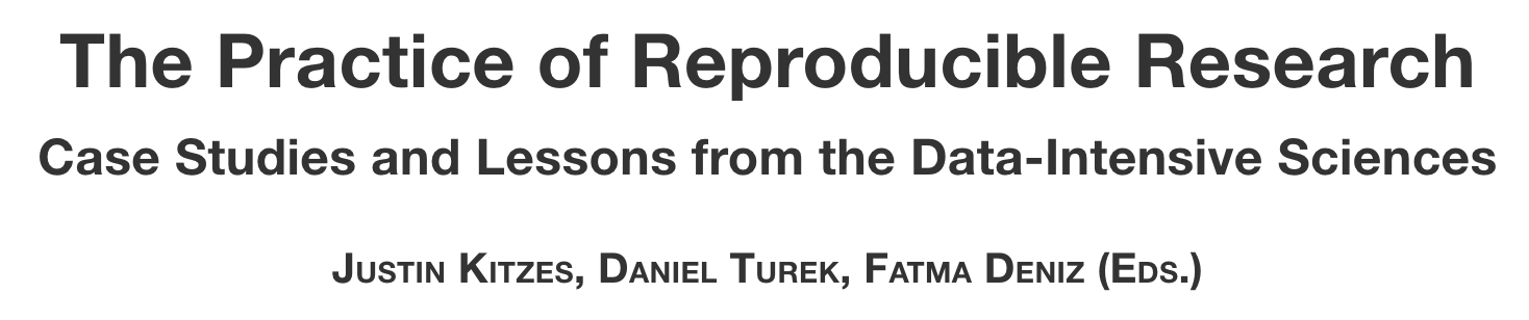 The Practice of Reproducible Research
Case Studies and Lessons from the Data-Intensive Sciences
Justin Kitzes, Daniel Turek, Fatma Deniz (Eds.)